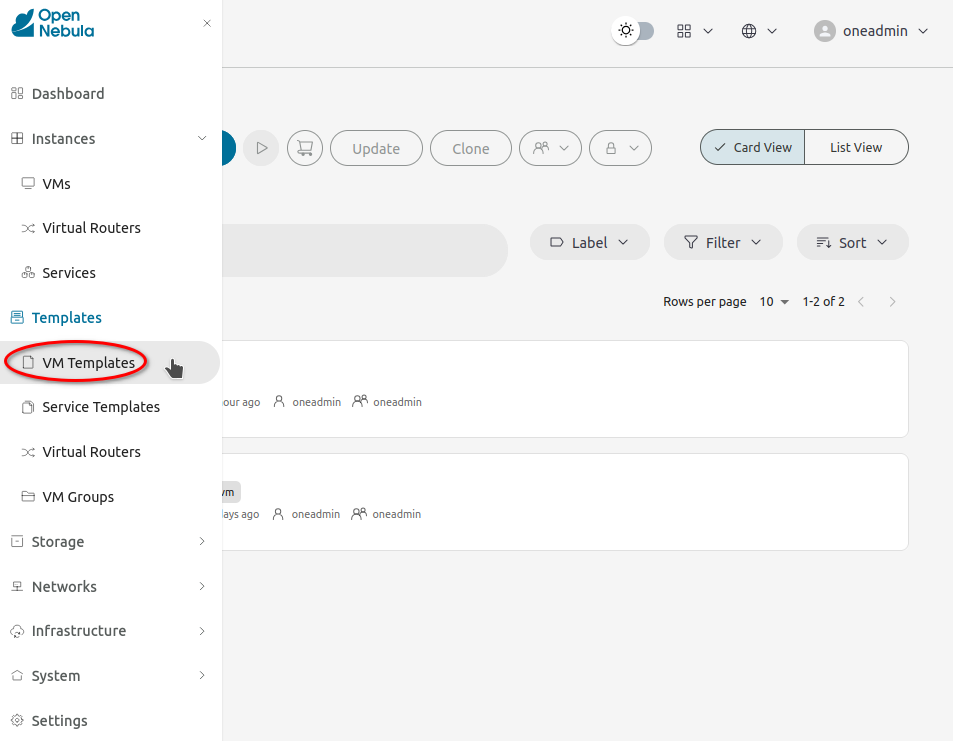 Open
Nebula
oneadmin
Dashboard
Instances
Update
Clone
Card View
List View
VMs
Virtual Routers
Label
Filter
Sort
Services
Rows per page
10
1-2 of 2
Templates
VM Templates
Service Templates
ago
oneadmin
oneadmin
Virtual Routers
VM Groups
vm
ago
oneadmin
oneadmin
Storage
Networks
Infrastructure
System
Settings